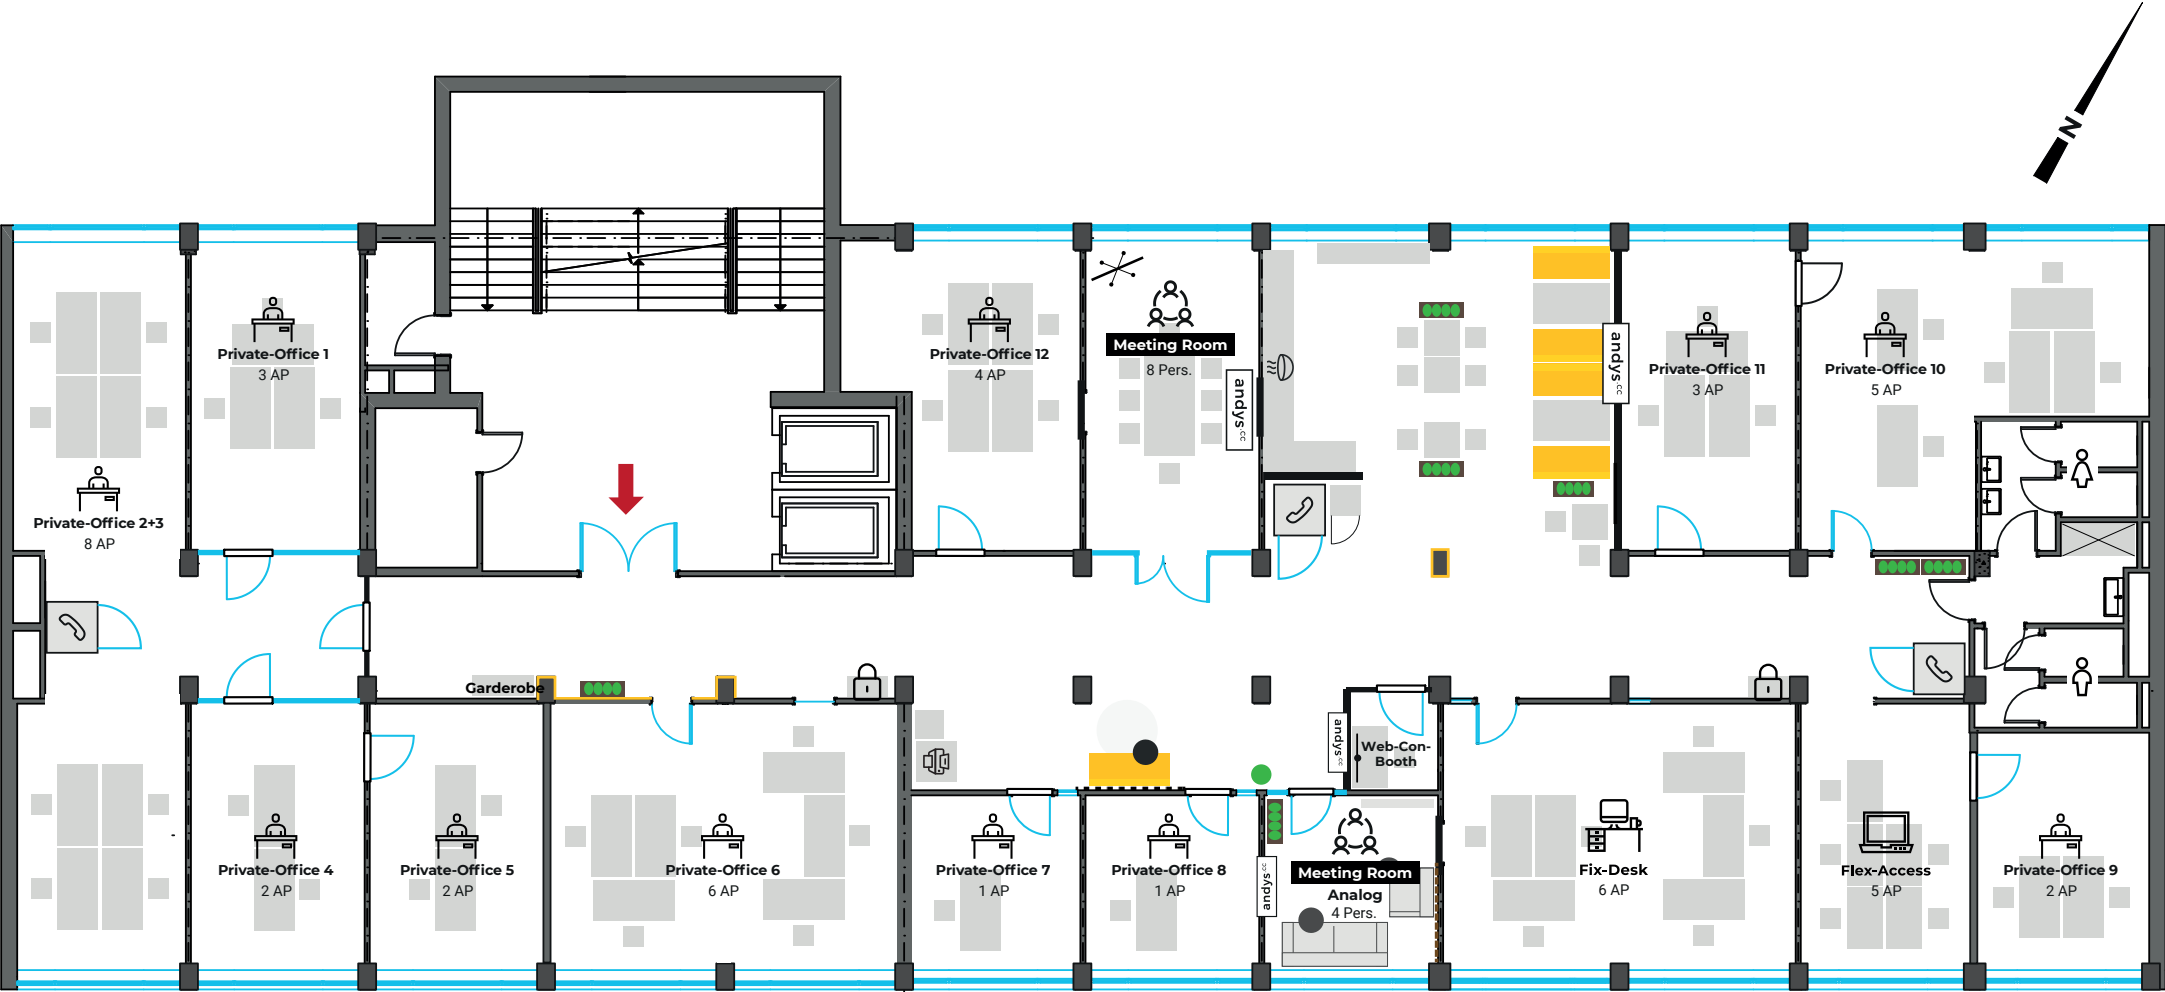 N
Private-Office 1
3 AP
Private-Office 12
4 AP
Meeting Room
8 Pers.
andys.cc
andys.cc
Private-Office 11
3 AP
Private-Office 10
5 AP
Private-Office 2+3
8 AP
Garderobe
andys.cc
Web-Con-
Booth
Private-Office 4
2 AP
Private-Office 5
2 AP
Private-Office 6
6 AP
Private-Office 7
1 AP
Private-Office 8
1 AP
andys.cc
Meeting Room
Analog
4 Pers.
Fix-Desk
6 AP
Flex-Access
5 AP
Private-Office 9
2 AP